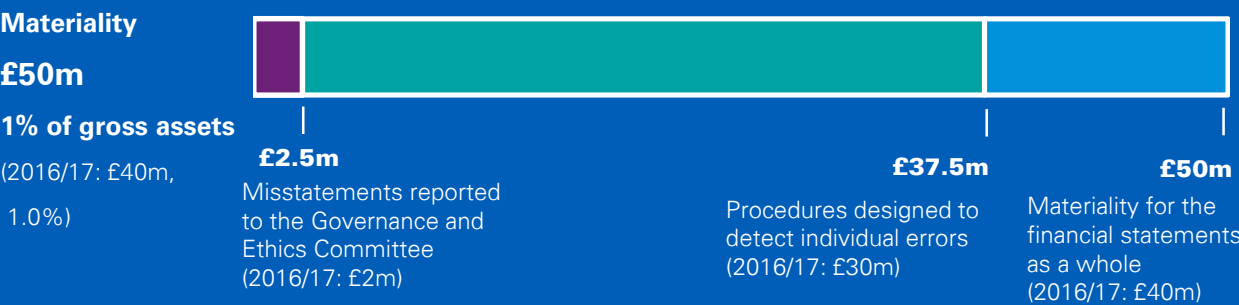 Materiality
£50m
1% of gross assets
(2016/17: £40m,
1.0%)
£2.5m
Misstatements reported
to the Governance and
Ethics Committee
(2016/17: £2m)
£37.5m
Procedures designed to
detect individual errors
(2016/17: £30m)
£50m
Materiality for the
financial statements
as a whole
(2016/17: £40m)